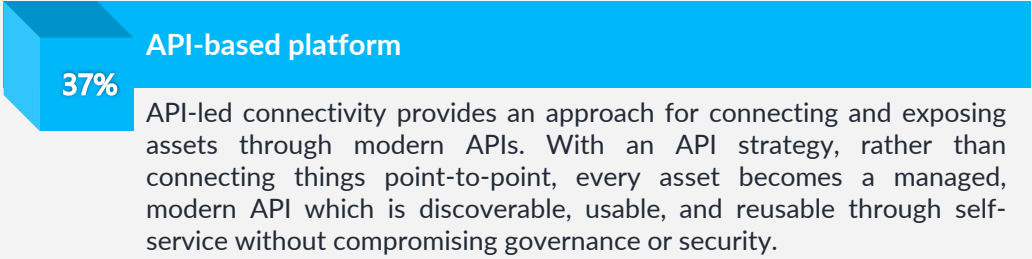 API-based platform
37%
API-led connectivity provides an approach for connecting and exposing
assets through modern APIs. With an API strategy, rather than
connecting things point-to-point, every asset becomes a managed,
modern API which is discoverable, usable, and reusable through self-
service without compromising governance or security.